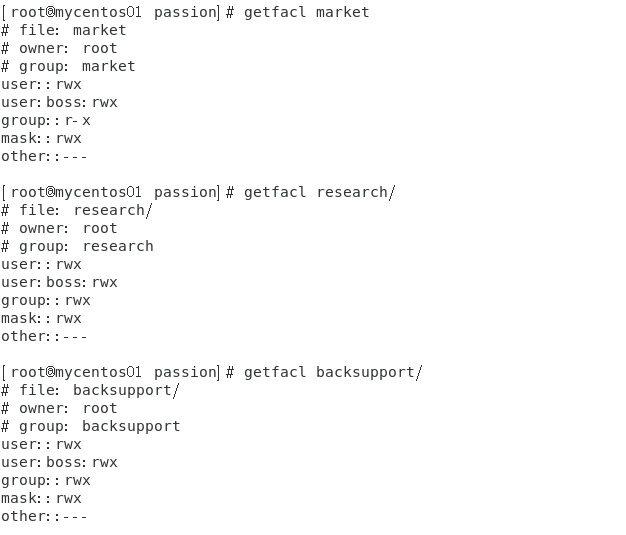 [root@mycentos01 passion]# getfacl market
# file: market
# owner: root
# group: market
user::rwx
user:boss:rwx
group::r-x
mask::rwx
other::---
[root@mycentos01 passion]# getfacl research/
# file: research/
# owner: root
# group: research
user::rwx
user:boss:rwx
group::rwx
mask::rwx
other::---
[root@mycentos01 passion]# getfacl backsupport/
# file: backsupport/
# owner: root
# group: backsupport
user::rwx
user:boss:rwx
group::rwx
mask::rwx
other::---